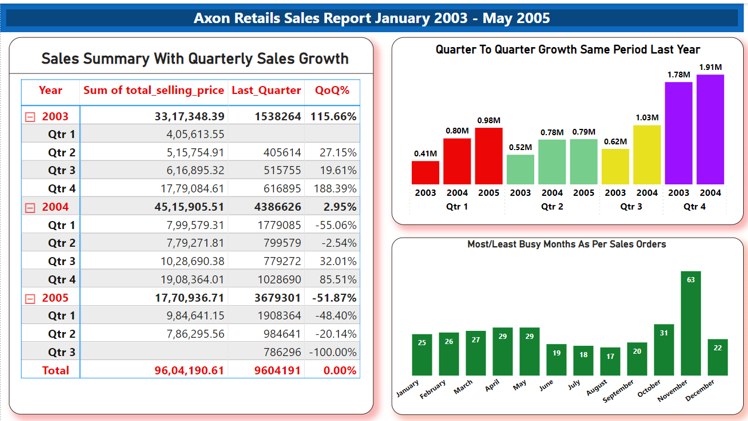 Axon Retails Sales Report January 2003 - May 2005
Sales Summary With Quarterly Sales Growth
Year Sum of total_selling_price Last_Quarter QoQ%
2003 33,17,348.39 1538264 115.66%
Qtr 1 4,05,613.55
Qtr 2 5,15,754.91 405614 27.15%
Qtr 3 6,16,895.32 515755 19.61%
Qtr 4 17,79,084.61 616895 188.39%
2004 45,15,905.51 4386626 2.95%
Qtr 1 7,99,579.31 1779085 -55.06%
Qtr 2 7,79,271.81 799579 -2.54%
Qtr 3 10,28,690.38 779272 32.01%
Qtr 4 19,08,364.01 1028690 85.51%
2005 17,70,936.71 3679301 -51.87%
Qtr 1 9,84,641.15 1908364 -48.40%
Qtr 2 7,86,295.56 984641 -20.14%
Qtr 3 786296 -100.00%
Total 96,04,190.61 9604191 0.00%
Quarter To Quarter Growth Same Period Last Year
0.41M 0.80M 0.98M 0.52M 0.78M 0.79M 0.62M 1.03M 1.78M 1.91M
2003 2004 2005 2003 2004 2005 2003 2004 2003 2004
Qtr 1 Qtr 2 Qtr 3 Qtr 4
Most/Least Busy Months As Per Sales Orders
25 26 27 29 29 19 18 17 20 31 63 22
January February March April May June July August September October November December